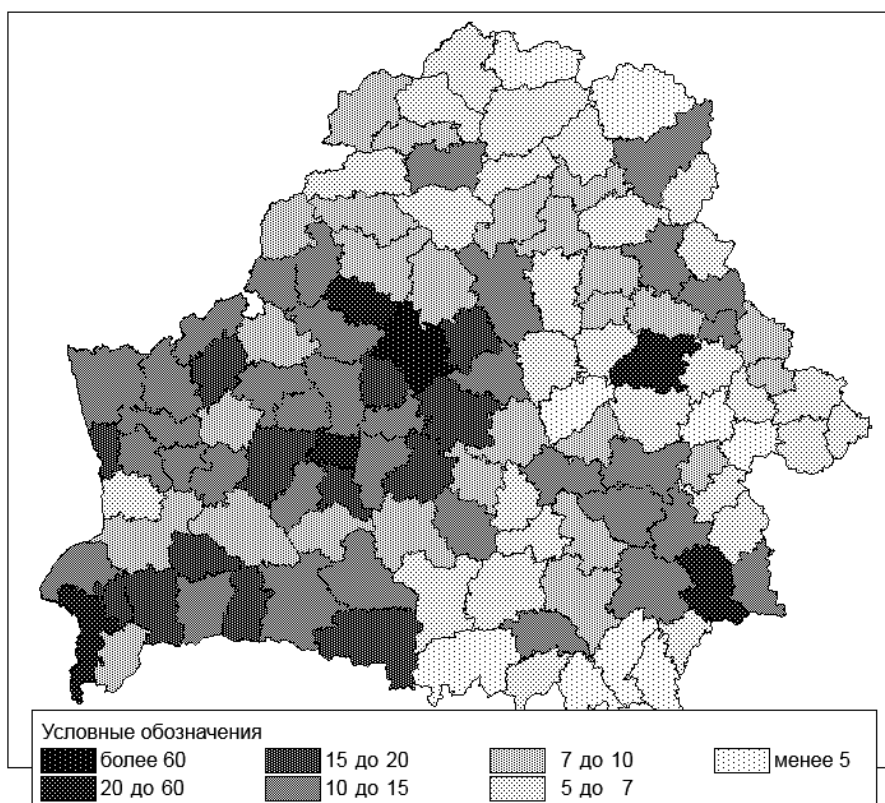 Условные обозначения
более 60 15 до 20 7 до 10 менее 5
20 до 60 10 до 15 5 до 7